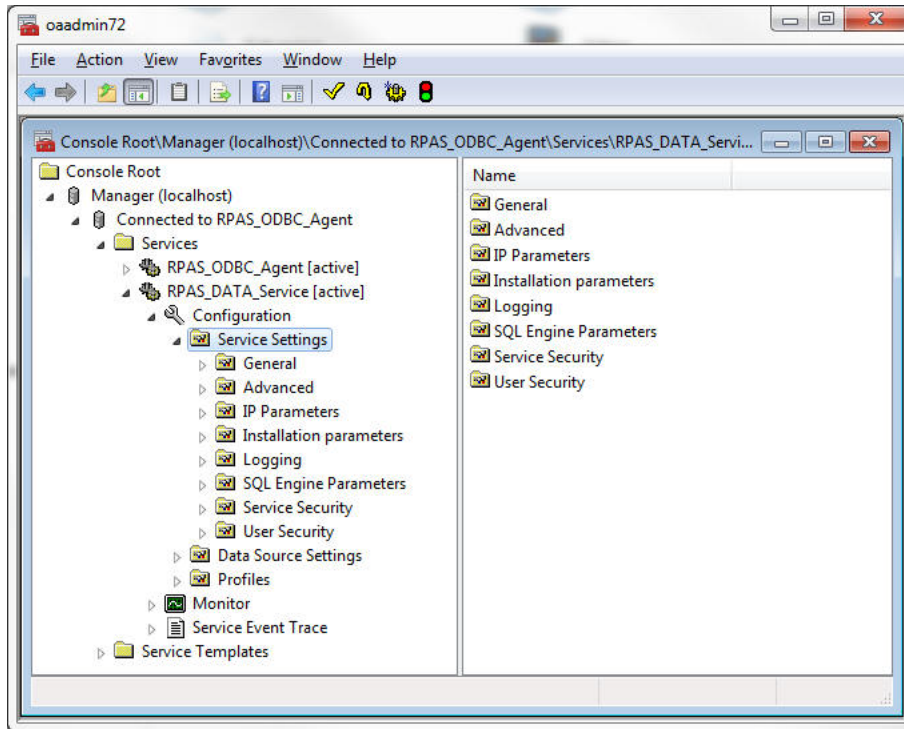 oaadmin72
File Action View Favorites Window Help
Console Root\Manager (localhost)\Connected to RPAS_ODBC_Agent\Services\RPAS_DATA_Servi...
Console Root
Manager (localhost)
Connected to RPAS_ODBC_Agent
Services
RPAS_ODBC_Agent [active]
RPAS_DATA_Service [active]
Configuration
Service Settings
General
Advanced
IP Parameters
Installation parameters
Logging
SQL Engine Parameters
Service Security
User Security
Data Source Settings
Profiles
Monitor
Service Event Trace
Service Templates
Name
General
Advanced
IP Parameters
Installation parameters
Logging
SQL Engine Parameters
Service Security
User Security